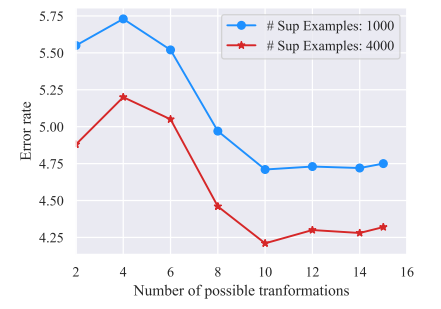 5.75
5.50
5.25
5.00
4.75
4.50
4.25
Error rate
# Sup Examples: 1000
# Sup Examples: 4000
2 4 6 8 10 12 14 16
Number of possible tranformations